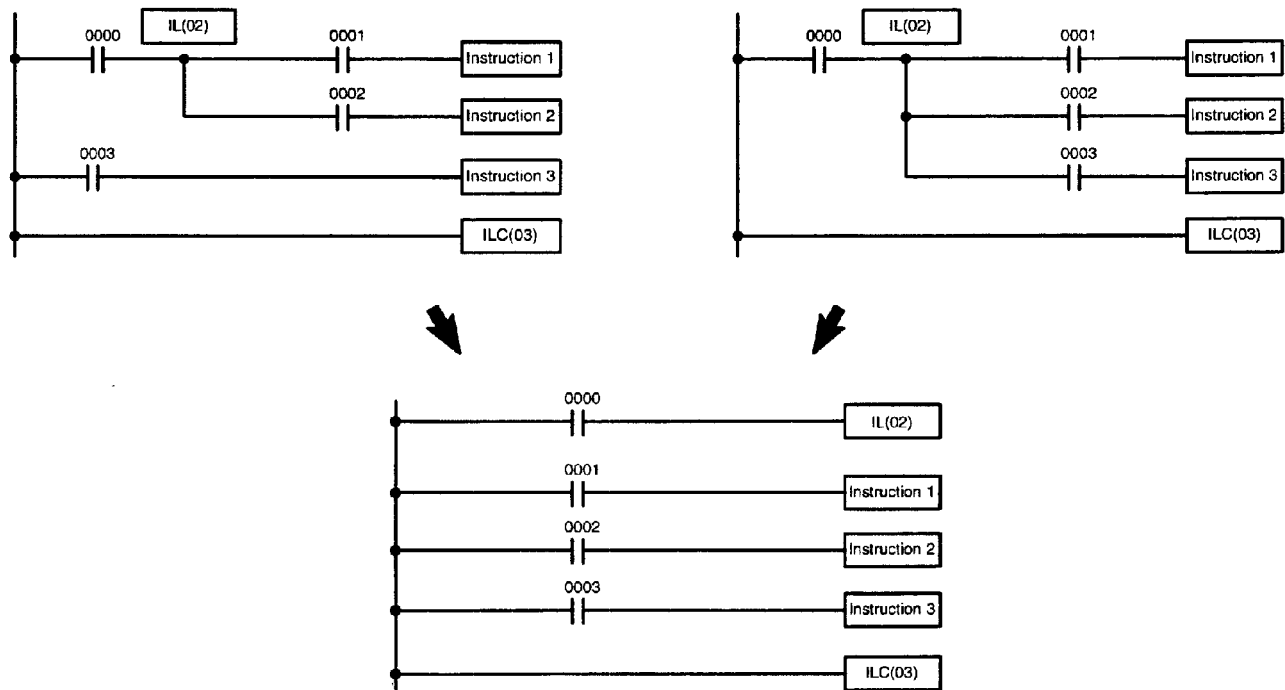 IL(02)
0000
0001
Instruction 1
0002
Instruction 2
0003
Instruction 3
ILC(03)
IL(02)
0000
0001
Instruction 1
0002
Instruction 2
0003
Instruction 3
ILC(03)
0000
IL(02)
0001
Instruction 1
0002
Instruction 2
0003
Instruction 3
ILC(03)